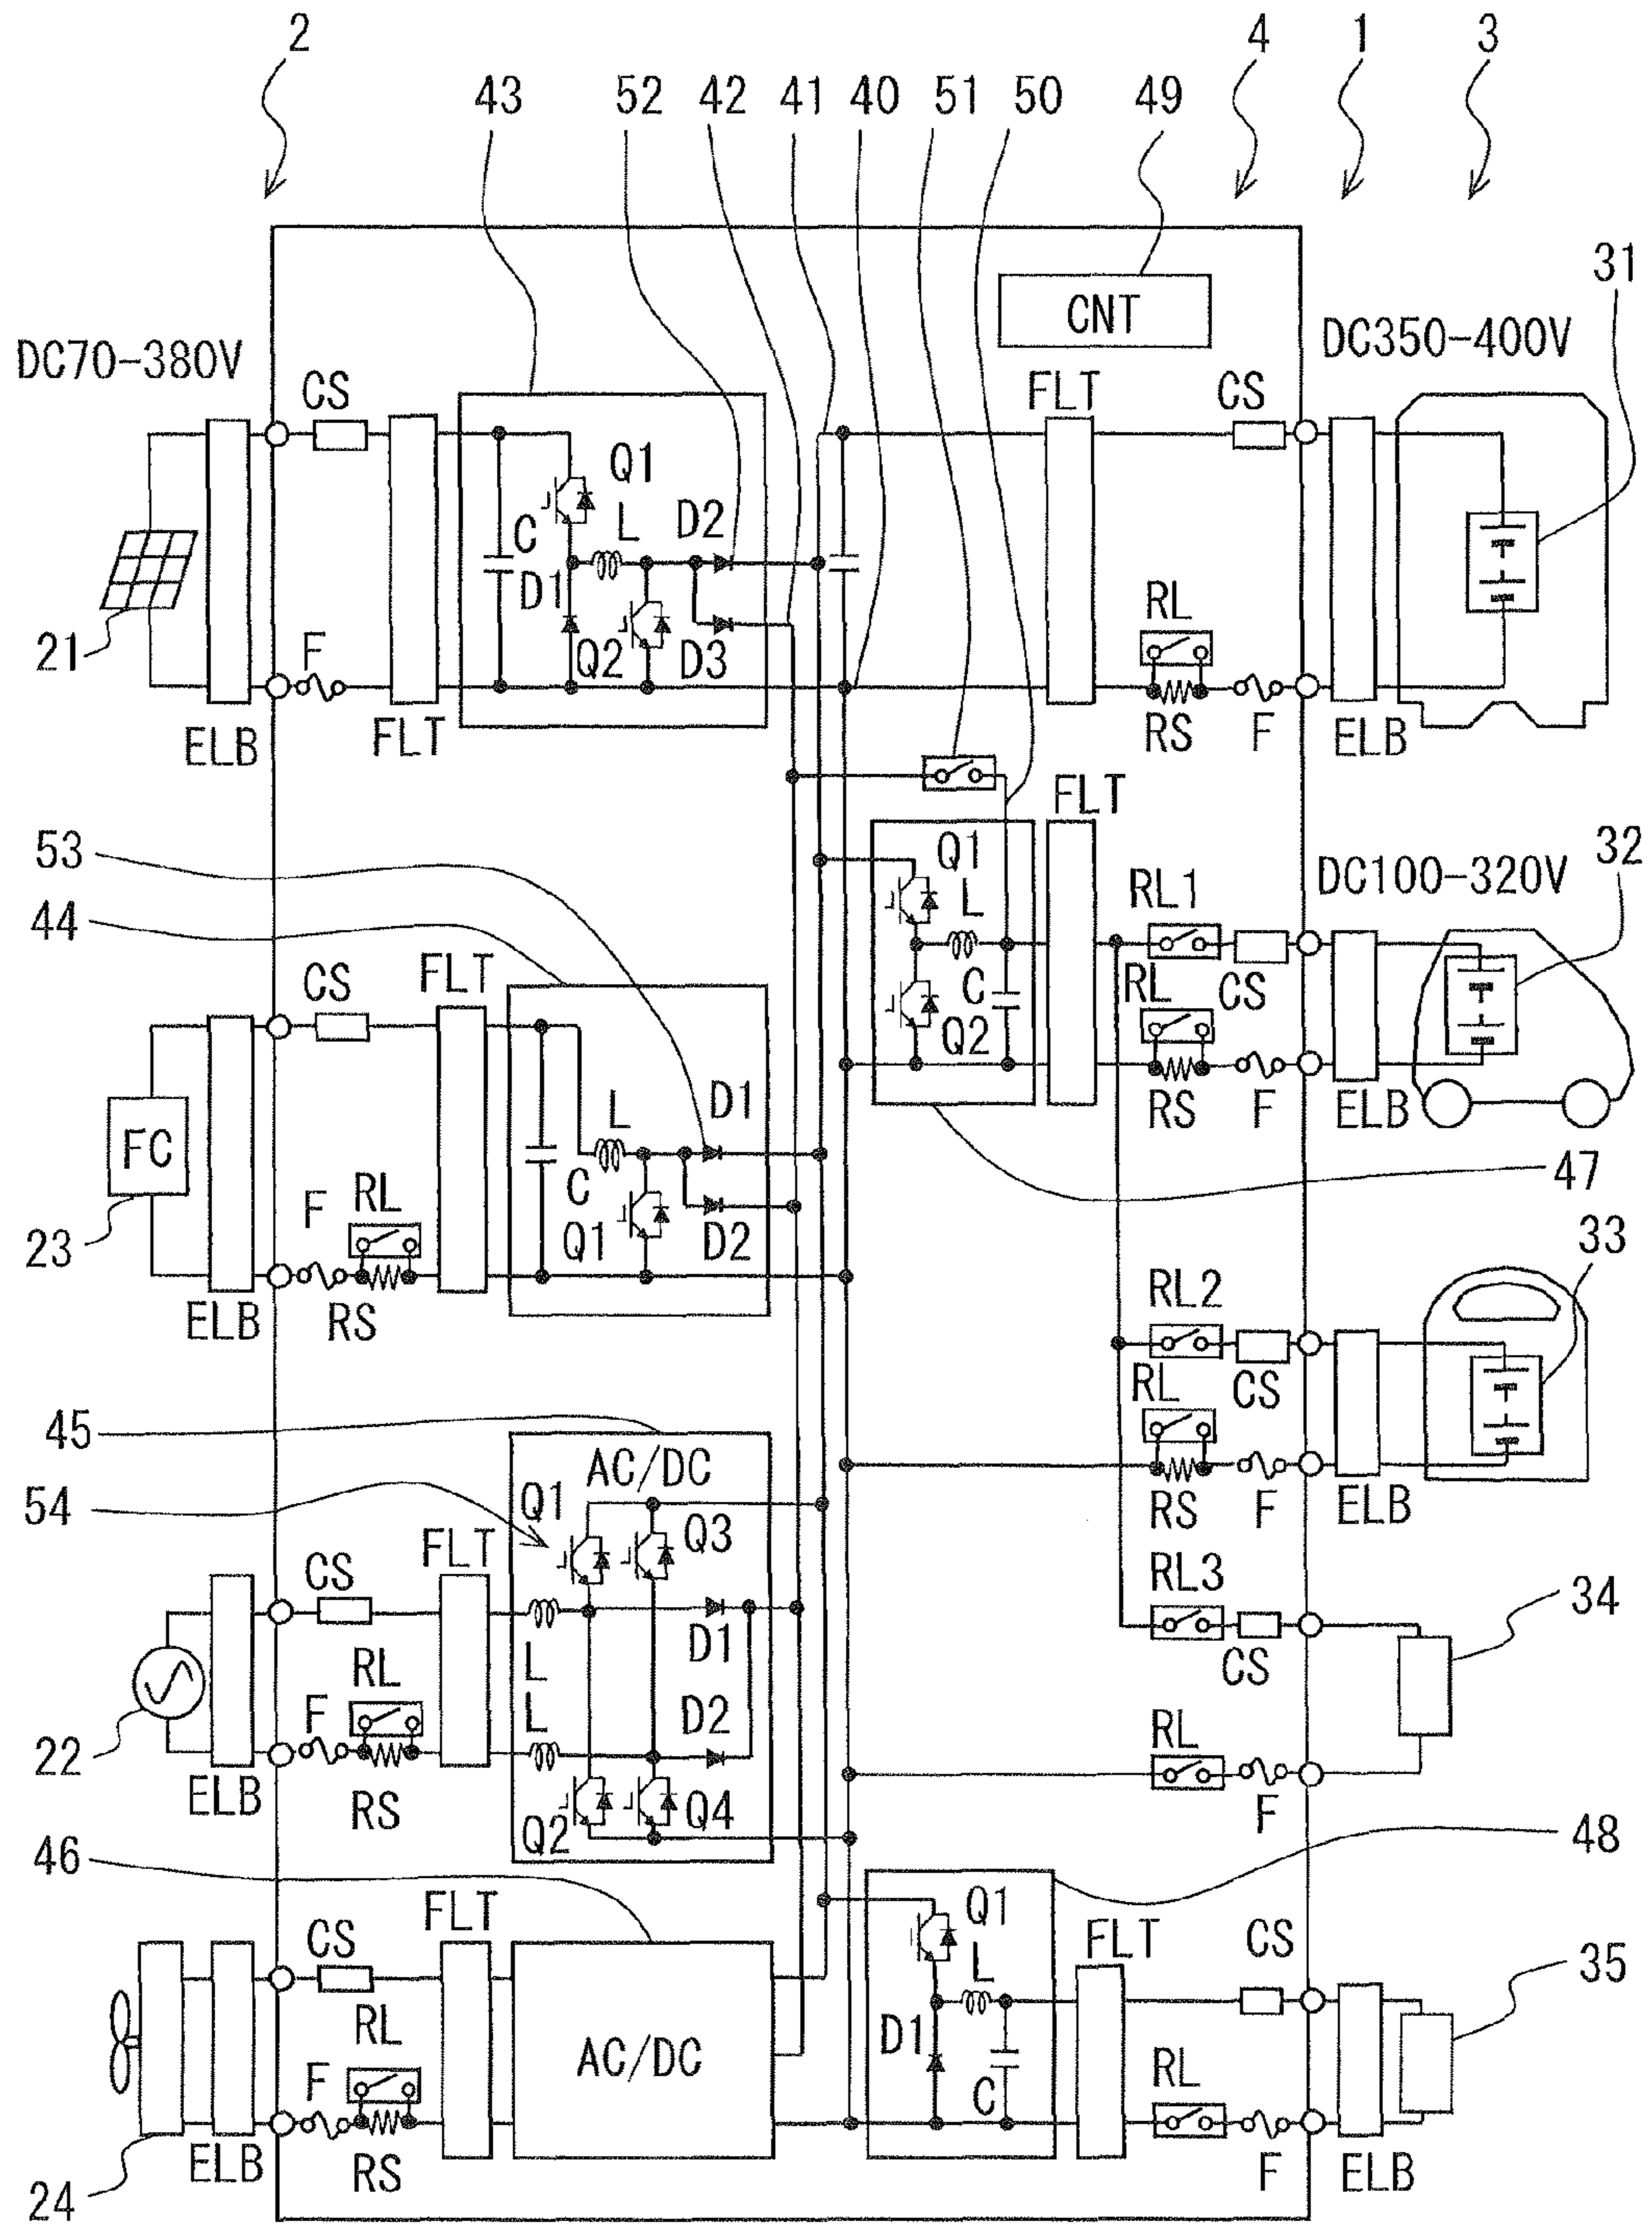 2 4 1 3
43 52 42 41 40 51 50 49
31
CNT
DC70-380V DC350-400V
CS FLT CS
Q1
C L D2
D1 RL
21 F Q2 D3
ELB FLT RS F ELB
FLT
53 Q1 32
RL1 DC100-320V
44 L
CS FLT C RL CS
Q2
L D1 RS F ELB
FC 47
F RL C
23 Q1 D2 33
RL2
ELB RS
RL CS
45 AC/DC
54 Q1 Q3 RS F ELB
FLT
CS RL3 34
D1
L CS
RL L D2
22 F RL
ELB RS Q2 Q4 F
46 48
FLT Q1
CS L FLT CS 35
RL D1
AC/DC RL
F C
24 ELB RS F ELB